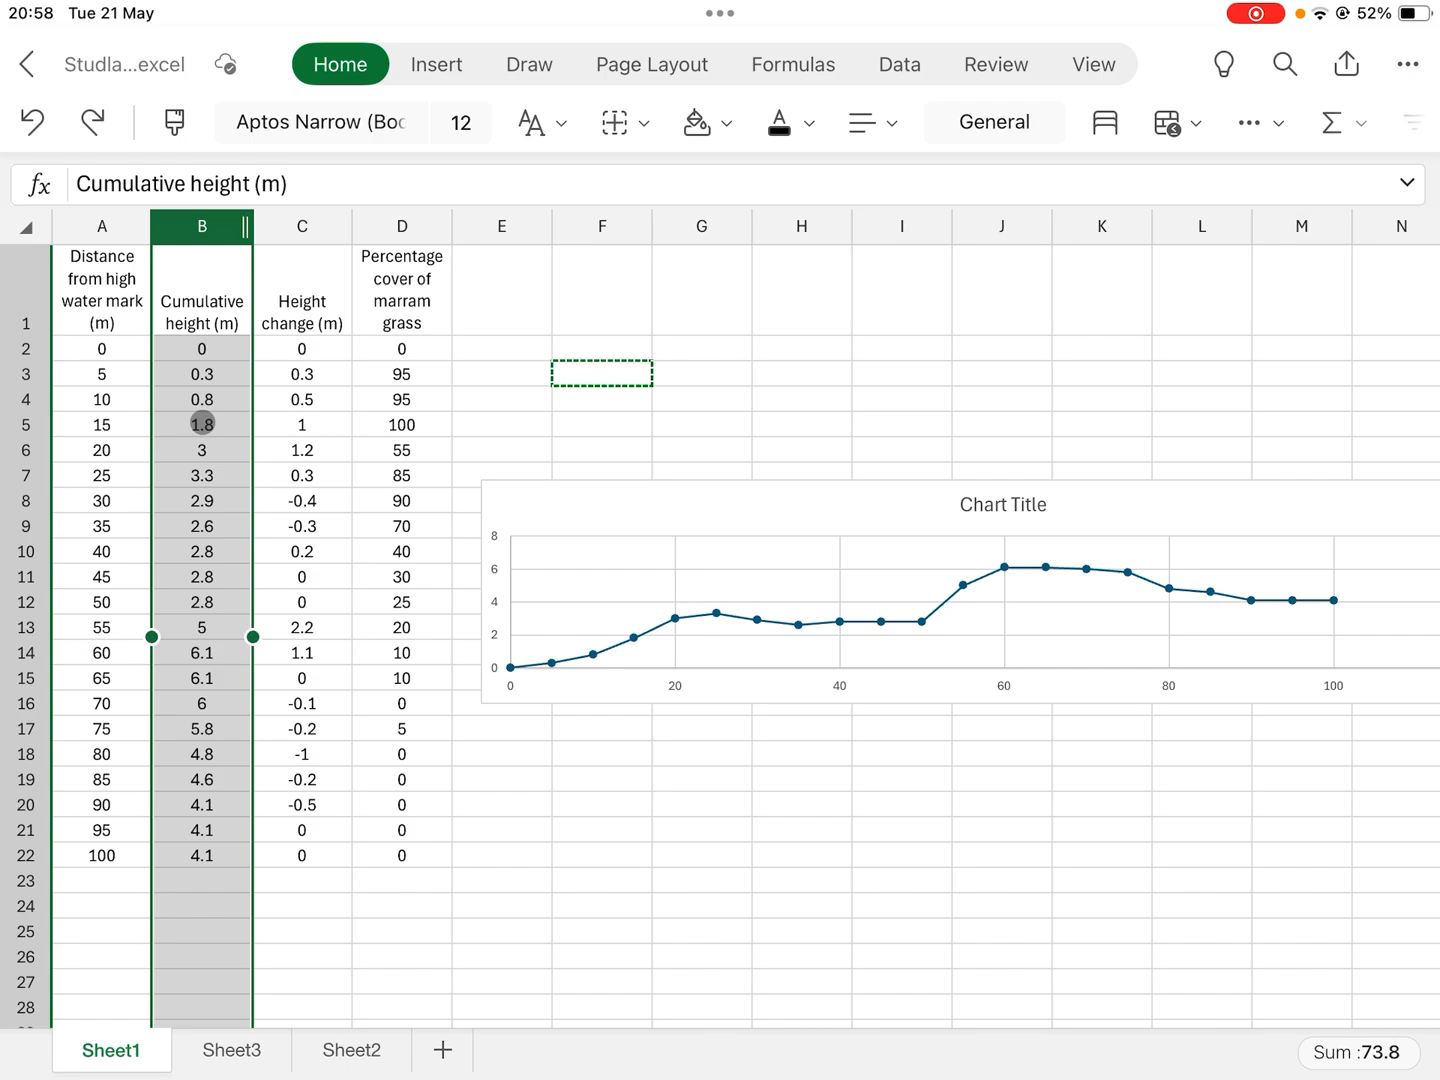 20:58 Tue 21 May
52%
Studla...excel
Home Insert Draw Page Layout Formulas Data Review View
Aptos Narrow (Boc 12 General
fx Cumulative height (m)
A B C D E F G H I J K L M N
Distance Percentage
from high cover of
water mark Cumulative Height marram
1 (m) height (m) change (m) grass
2 0 0 0 0
3 5 0.3 0.3 95
4 10 0.8 0.5 95
5 15 1.8 1 100
6 20 3 1.2 55
7 25 3.3 0.3 85
8 30 2.9 -0.4 90
9 35 2.6 -0.3 70
10 40 2.8 0.2 40
11 45 2.8 0 30
12 50 2.8 0 25
13 55 5 2.2 20
14 60 6.1 1.1 10
15 65 6.1 0 10
16 70 6 -0.1 0
17 75 5.8 -0.2 5
18 80 4.8 -1 0
19 85 4.6 -0.2 0
20 90 4.1 -0.5 0
21 95 4.1 0 0
22 100 4.1 0 0
23
24
25
26
27
28
Chart Title
8
6
4
2
0
0 20 40 60 80 100
Sheet1 Sheet3 Sheet2 +
Sum :73.8